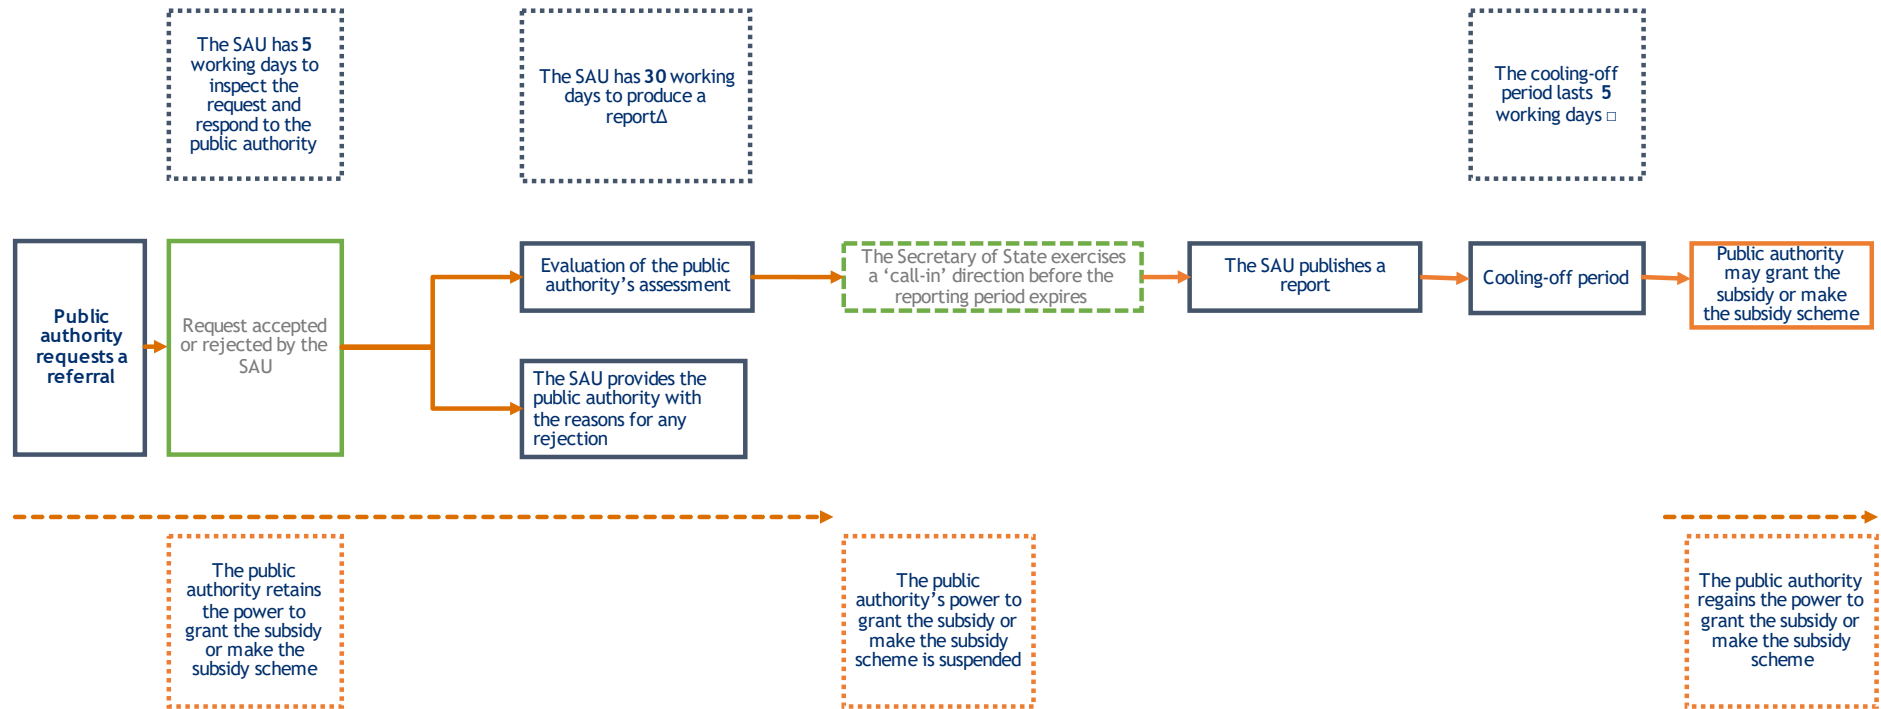 The SAU has 5
working days to
inspect the
request and
respond to the
public authority
The SAU has 30 working
days to produce a
reportΔ
The cooling-off
period lasts 5
working days □
Public
authority
requests a
referral
Request accepted
or rejected by the
SAU
Evaluation of the public
authority’s assessment
The SAU provides the
public authority with
the reasons for any
rejection
The Secretary of State exercises
a ‘call-in’ direction before the
reporting period expires
The SAU publishes a
report
Cooling-off period
Public authority
may grant the
subsidy or make
the subsidy scheme
The public
authority retains
the power to
grant the subsidy
or make the
subsidy scheme
The public
authority’s power to
grant the subsidy or
make the subsidy
scheme is suspended
The public authority
regains the power to
grant the subsidy or
make the subsidy
scheme